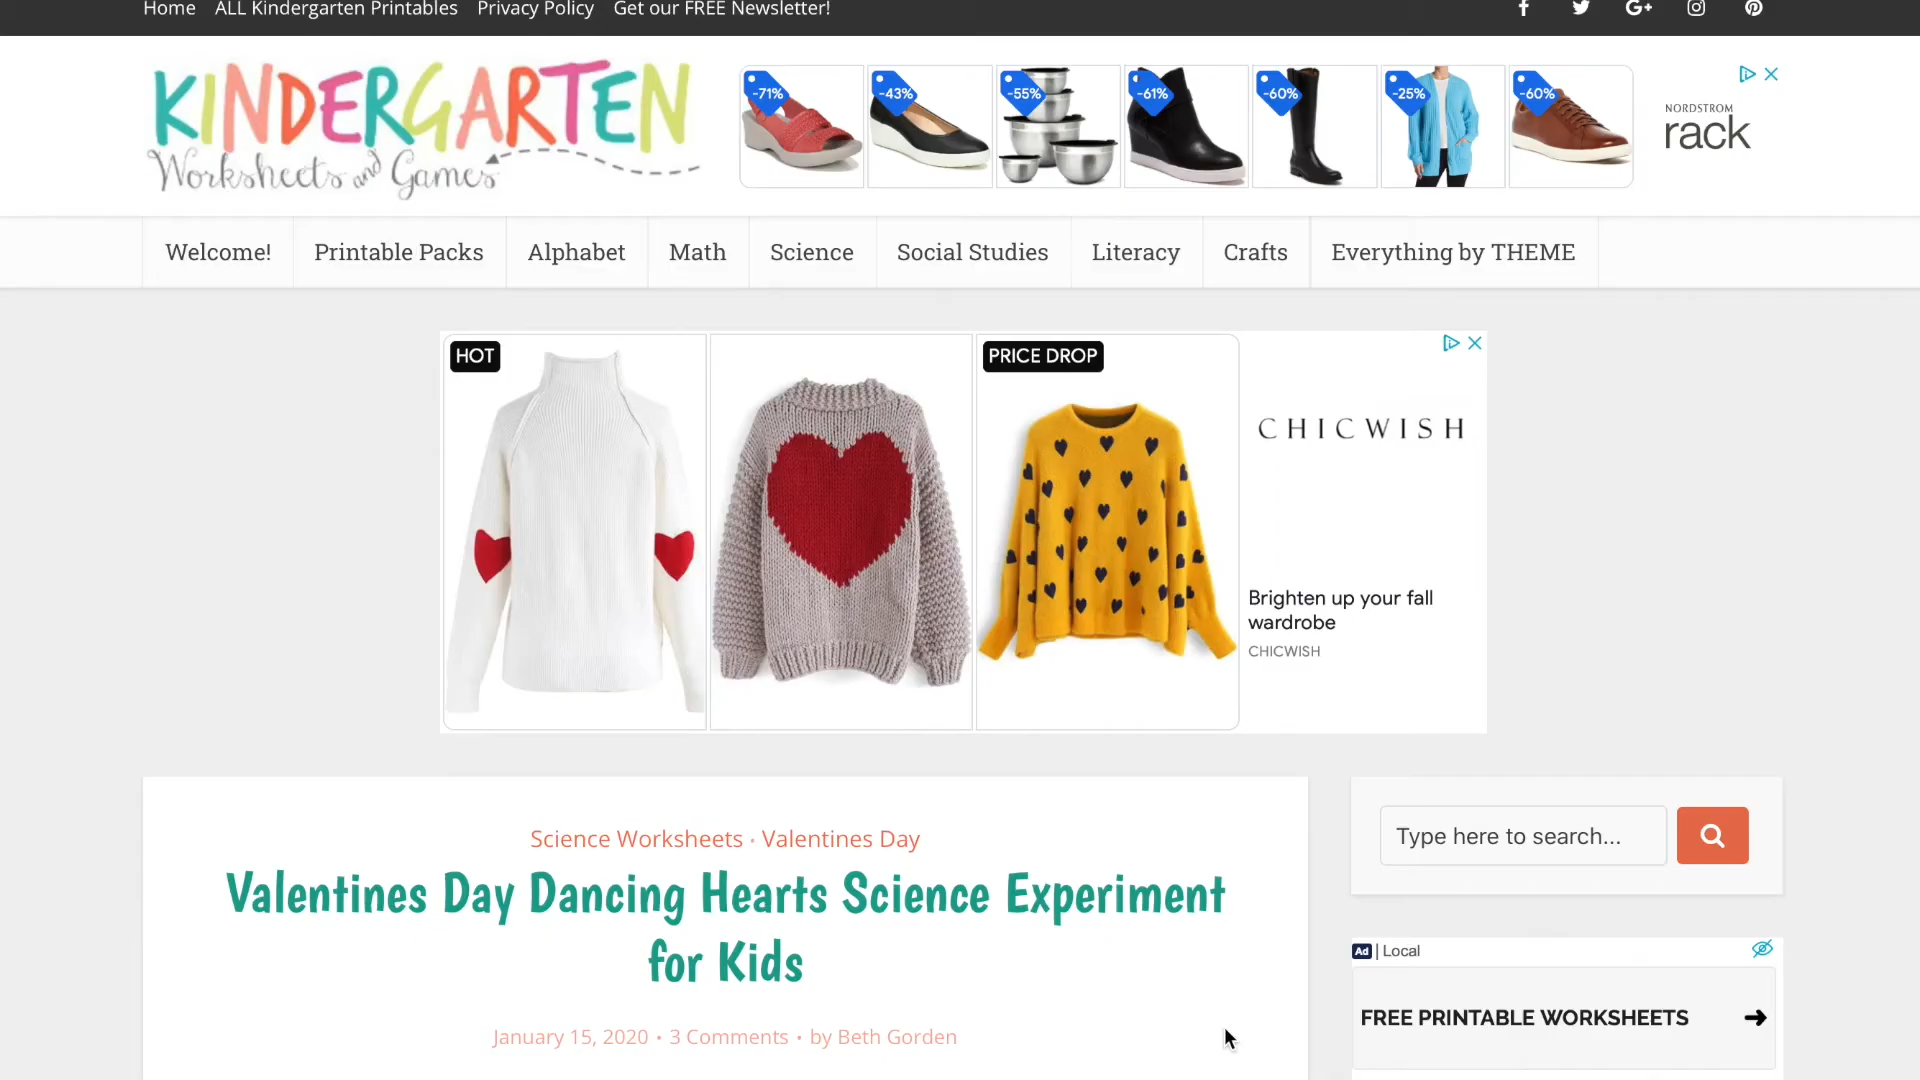 Home ALL Kindergarten Printables Privacy Policy Get our FREE Newsletter!
KINDERGARTEN
Worksheets and Games
-71% -43% -55% -61% -60% -25% -60%
NORDSTROM
rack
Welcome! Printable Packs Alphabet Math Science Social Studies Literacy Crafts Everything by THEME
HOT
PRICE DROP
CHICWISH
Brighten up your fall
wardrobe
CHICWISH
Science Worksheets • Valentines Day
Valentines Day Dancing Hearts Science Experiment
for Kids
January 15, 2020 • 3 Comments • by Beth Gorden
Type here to search...
Ad | Local
FREE PRINTABLE WORKSHEETS